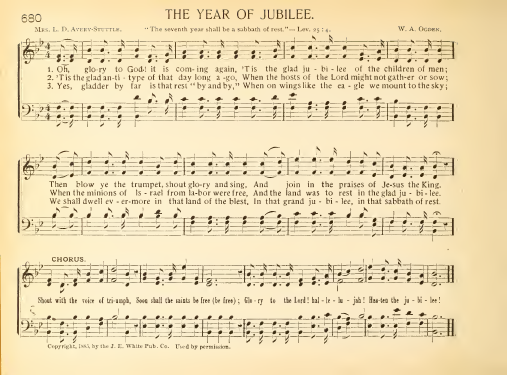 680
THE YEAR OF JUBILEE.
MRS. L. D. AVERY-STUTTLE. "The seventh year shall be a sabbath of rest."—LEV. 25:4. W. A. OGDEN.
1. Oh, glo-ry to God! it is com-ing again, 'Tis the glad ju-bi-lee of the children of men;
2. 'Tis the glad an-ti-type of that day long a-go, When the hosts of the Lord might not gath-er or sow;
3. Yes, gladder by far is that rest "by and by," When on wings like the ea-gle we mount to the sky;
Then blow ye the trumpet, shout glo-ry and sing, And join in the praises of Je-sus the King.
When the minions of Is-rael from la-bor were free, And the land was to rest in the glad ju-bi-lee.
We shall dwell ev-er-more in that land of the blest, In that grand ju-bi-lee, in that sabbath of rest.
CHORUS.
Shout with the voice of tri-umph, Soon shall the saints be free (be free); Glo-ry to the Lord! hal-le-lu-jah! Has-ten the ju-bi-lee!
Copyright, 1885, by the J. E. White Pub. Co. Used by permission.